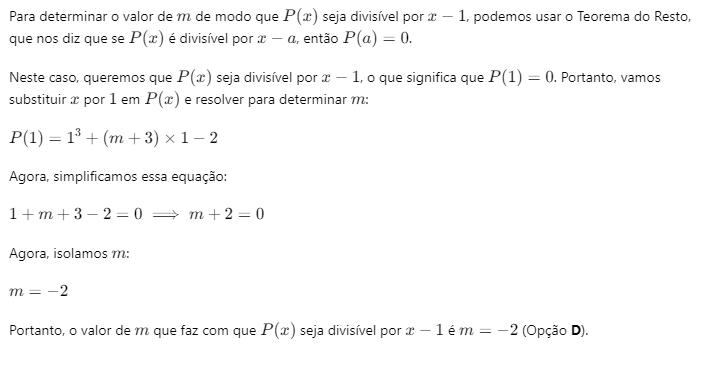 Para determinar o valor de m de modo que P(x) seja divisível por x − 1, podemos usar o Teorema do Resto,
que nos diz que se P(x) é divisível por x − a, então P(a) = 0.
Neste caso, queremos que P(x) seja divisível por x − 1, o que significa que P(1) = 0. Portanto, vamos
substituir x por 1 em P(x) e resolver para determinar m:
P(1) = 1³ + (m + 3) × 1 − 2
Agora, simplificamos essa equação:
1 + m + 3 − 2 = 0 ⟹ m + 2 = 0
Agora, isolamos m:
m = −2
Portanto, o valor de m que faz com que P(x) seja divisível por x − 1 é m = −2 (Opção D).